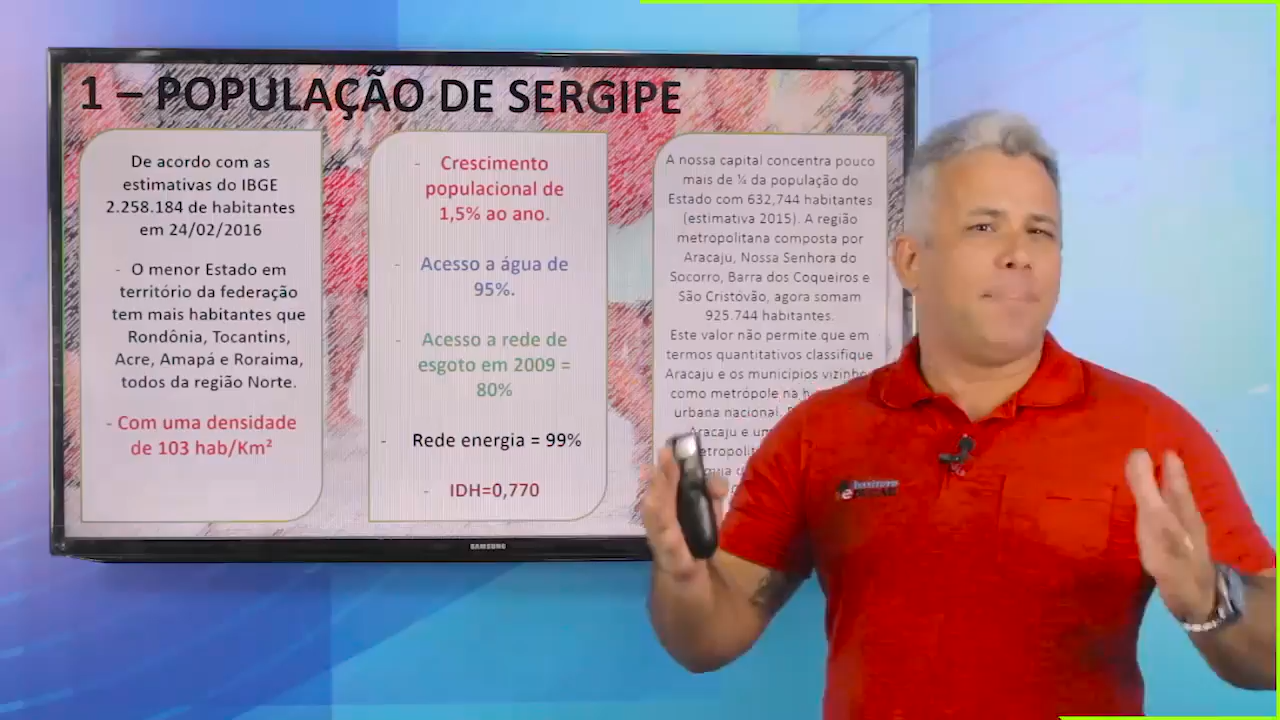 1 – POPULAÇÃO DE SERGIPE
De acordo com as
estimativas do IBGE
2.258.184 de habitantes
em 24/02/2016
- O menor Estado em
território da federação
tem mais habitantes que
Rondônia, Tocantins,
Acre, Amapá e Roraima,
todos da região Norte.
- Com uma densidade
de 103 hab/Km²
- Crescimento
populacional de
1,5% ao ano.
- Acesso a água de
95%.
- Acesso a rede de
esgoto em 2009 =
80%
- Rede energia = 99%
- IDH=0,770
A nossa capital concentra pouco
mais de ¼ da população do
Estado com 632,744 habitantes
(estimativa 2015). A região
metropolitana composta por
Aracaju, Nossa Senhora do
Socorro, Barra dos Coqueiros e
São Cristóvão, agora somam
925.744 habitantes.
Este valor não permite que em
termos quantitativos classifique
Aracaju e os municípios
como metrópole na
urbana nacional.
Aracaju e
SAMSUNG